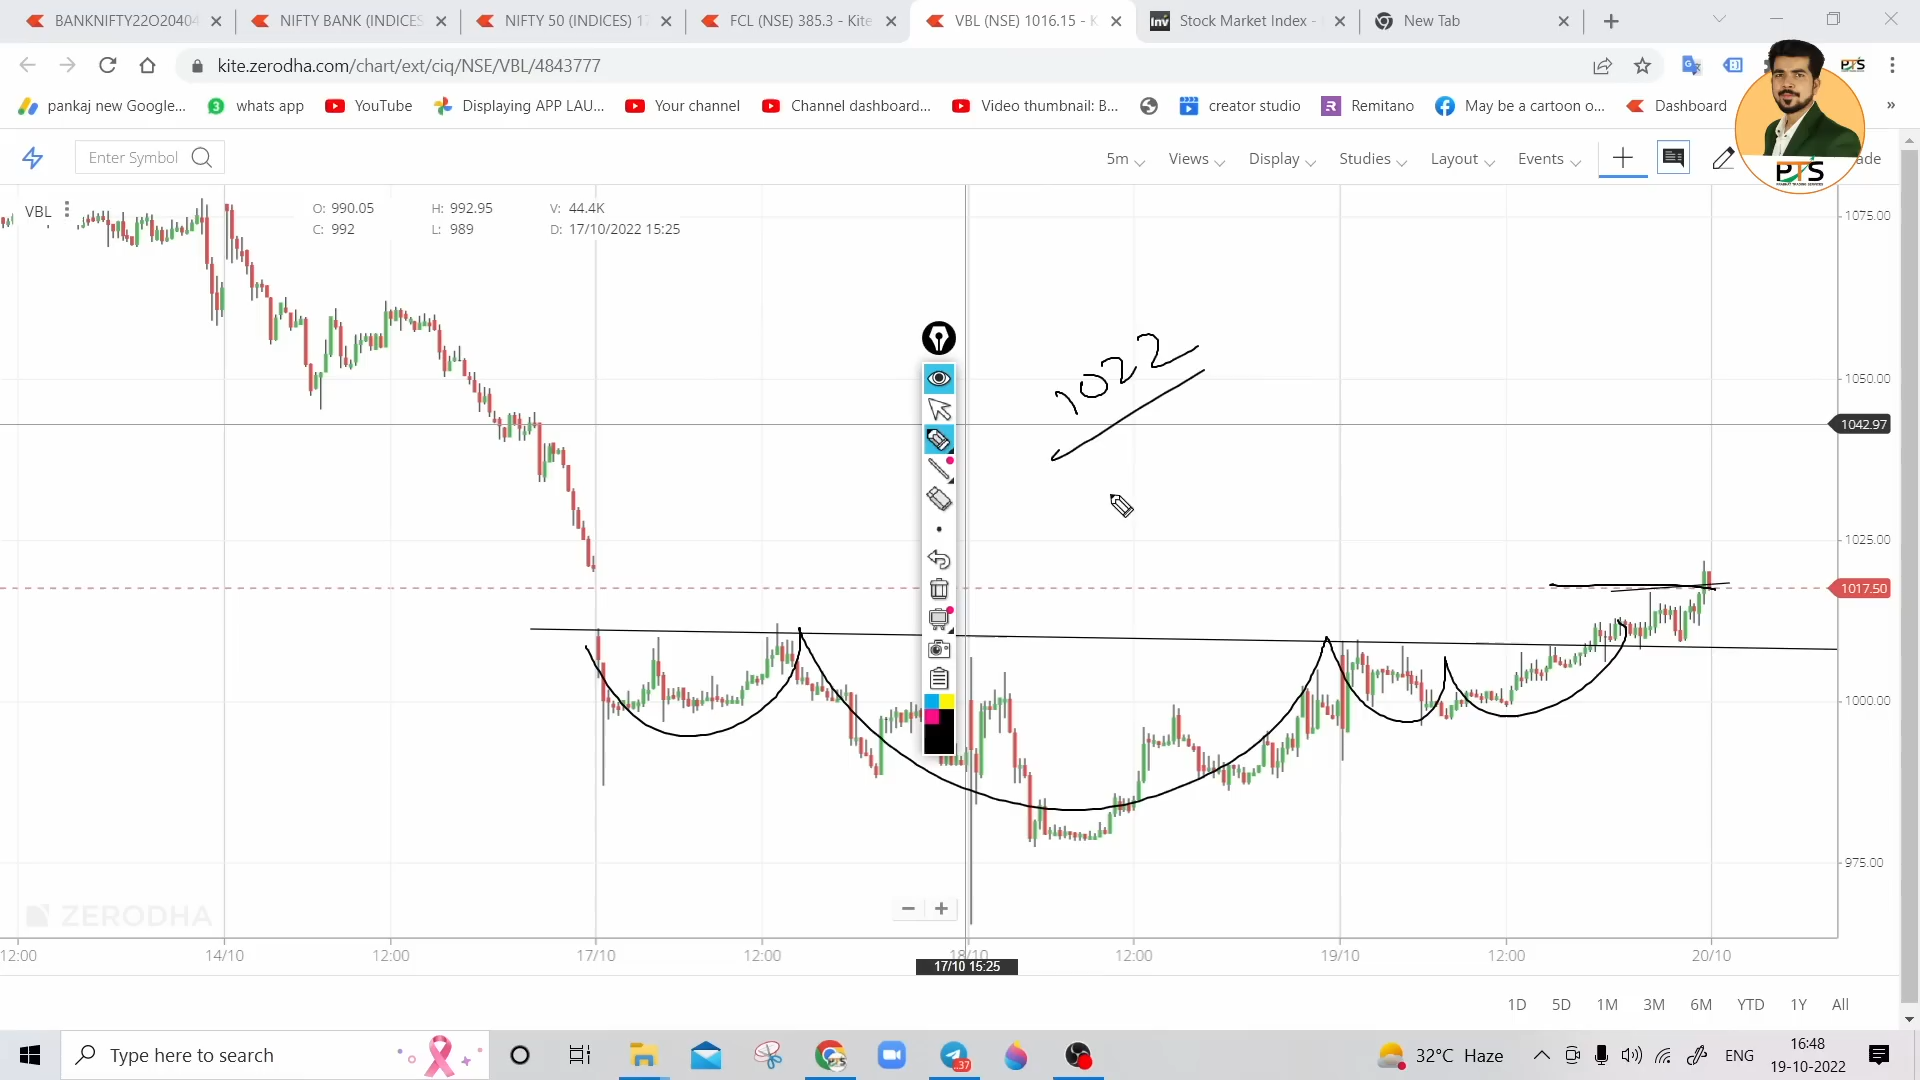 BANKNIFTY22O20404
NIFTY BANK (INDICES
NIFTY 50 (INDICES) 17
FCL (NSE) 385.3 - Kite
VBL (NSE) 1016.15 - K
Inv Stock Market Index -
New Tab
kite.zerodha.com/chart/ext/ciq/NSE/VBL/4843777
PTS
pankaj new Google...
3 whats app
YouTube
Displaying APP LAU...
Your channel
Channel dashboard...
Video thumbnail: B...
creator studio
R Remitano
May be a cartoon o...
Dashboard
»
Enter Symbol
5m
Views
Display
Studies
Layout
Events
ade
PTS
VBL
O: 990.05 H: 992.95 V: 44.4K
C: 992 L: 989 D: 17/10/2022 15:25
1075.00
1050.00
1042.97
1025.00
1017.50
1000.00
975.00
1022
ZERODHA
12:00 14/10 12:00 17/10 12:00 18/10 12:00 19/10 12:00 20/10
17/10 15:25
1D 5D 1M 3M 6M YTD 1Y All
Type here to search
..37
32°C Haze
ENG
16:48
19-10-2022